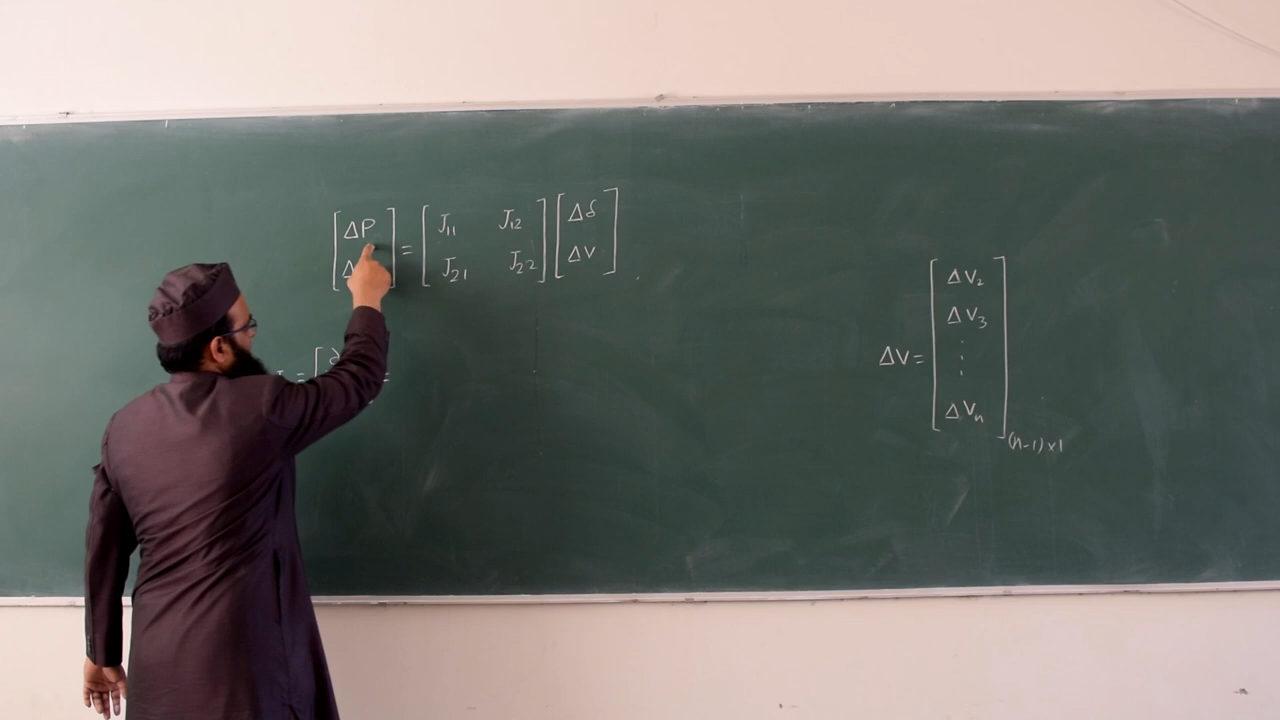 [ΔP] = [J₁₁ J₁₂] [Δδ]
[Δ] [J₂₁ J₂₂] [ΔV]
= [∂
ΔV = [ΔV₂
ΔV₃
⋮
ΔVₙ] (n-1)×1